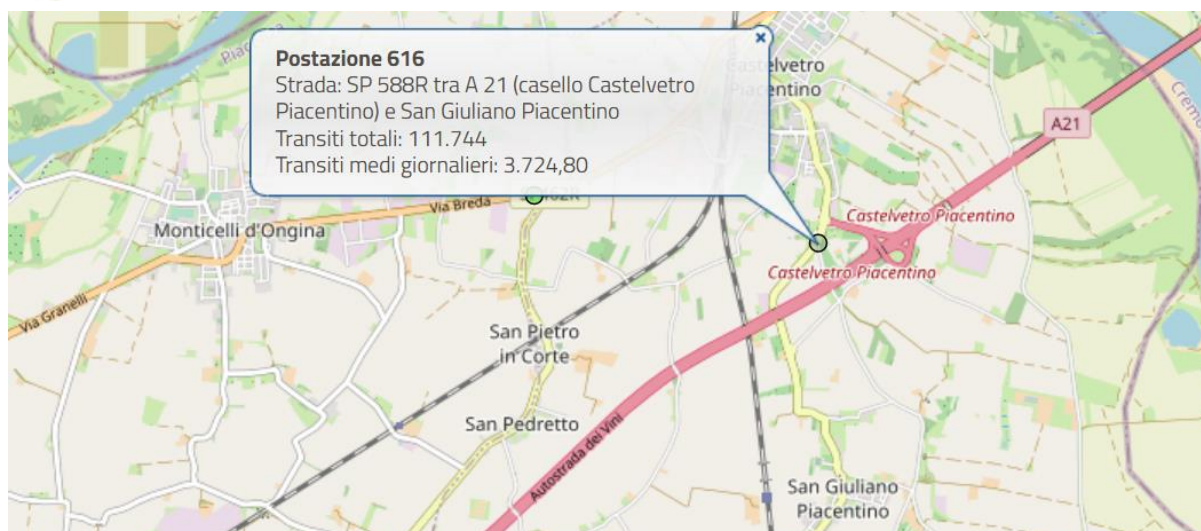 Postazione 616
Strada: SP 588R tra A 21 (casello Castelvetro
Piacentino) e San Giuliano Piacentino
Transiti totali: 111.744
Transiti medi giornalieri: 3.724,80
×
Castelvetro
Piacentino
A21
Via Breda
Monticelli d'Ongina
Castelvetro Piacentino
Castelvetro Piacentino
Via Granelli
San Pietro
in Corte
San Pedretto
Autostrada dei Vini
San Giuliano
Piacentino